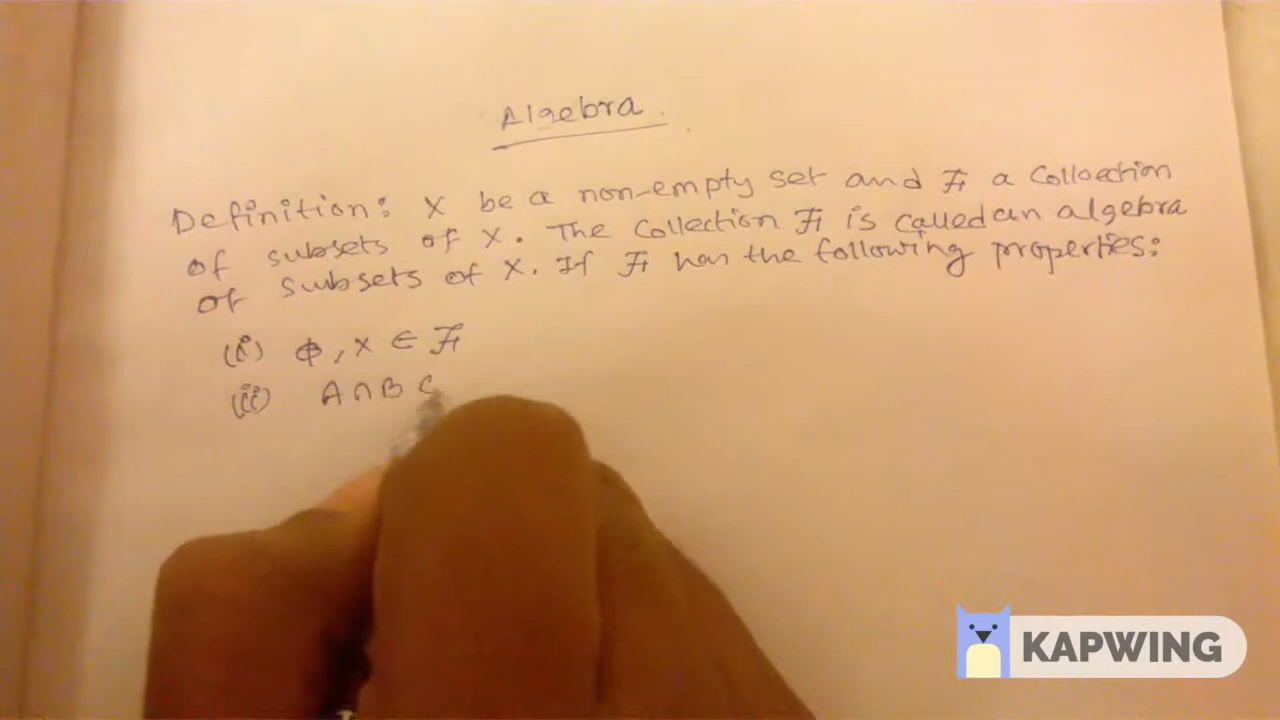 Algebra.
Definition: X be a non-empty set and ℱ a Collection
of subsets of X. The Collection ℱ is called an algebra
of subsets of X. If ℱ has the following properties:
(i) ϕ, X ∈ ℱ
(ii) A ∩ B
KAPWING